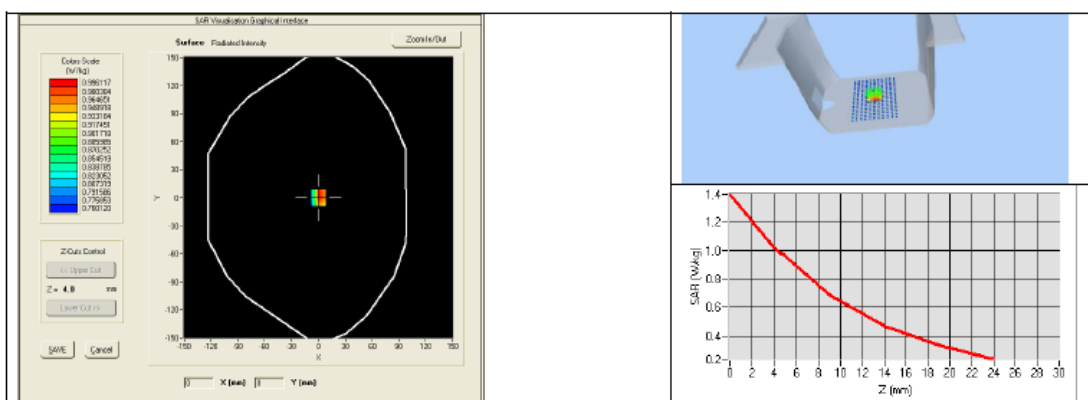 SAR Visualisation Graphical Interface
Surface Radiated Intensity
Zoom In/Out
Colors Scale
(W/kg)
0.996117
0.980384
0.964651
0.948918
0.933184
0.917451
0.901718
0.885985
0.870252
0.854519
0.838785
0.823052
0.807319
0.791586
0.775853
0.760120
150
120
90
60
30
0
-30
-60
-90
-120
-150
Y
-150 -120 -90 -60 -30 0 30 60 90 120 150
X
Z-Cuts Control
<< Upper Cut
Z = 4.0 mm
Lower Cut >>
SAVE Cancel
0 X (mm) 0 Y (mm)
1.4
1.2
1.0
0.8
0.6
0.4
0.2
SAR (W/kg)
0 2 4 6 8 10 12 14 16 18 20 22 24 26 28 30
Z (mm)